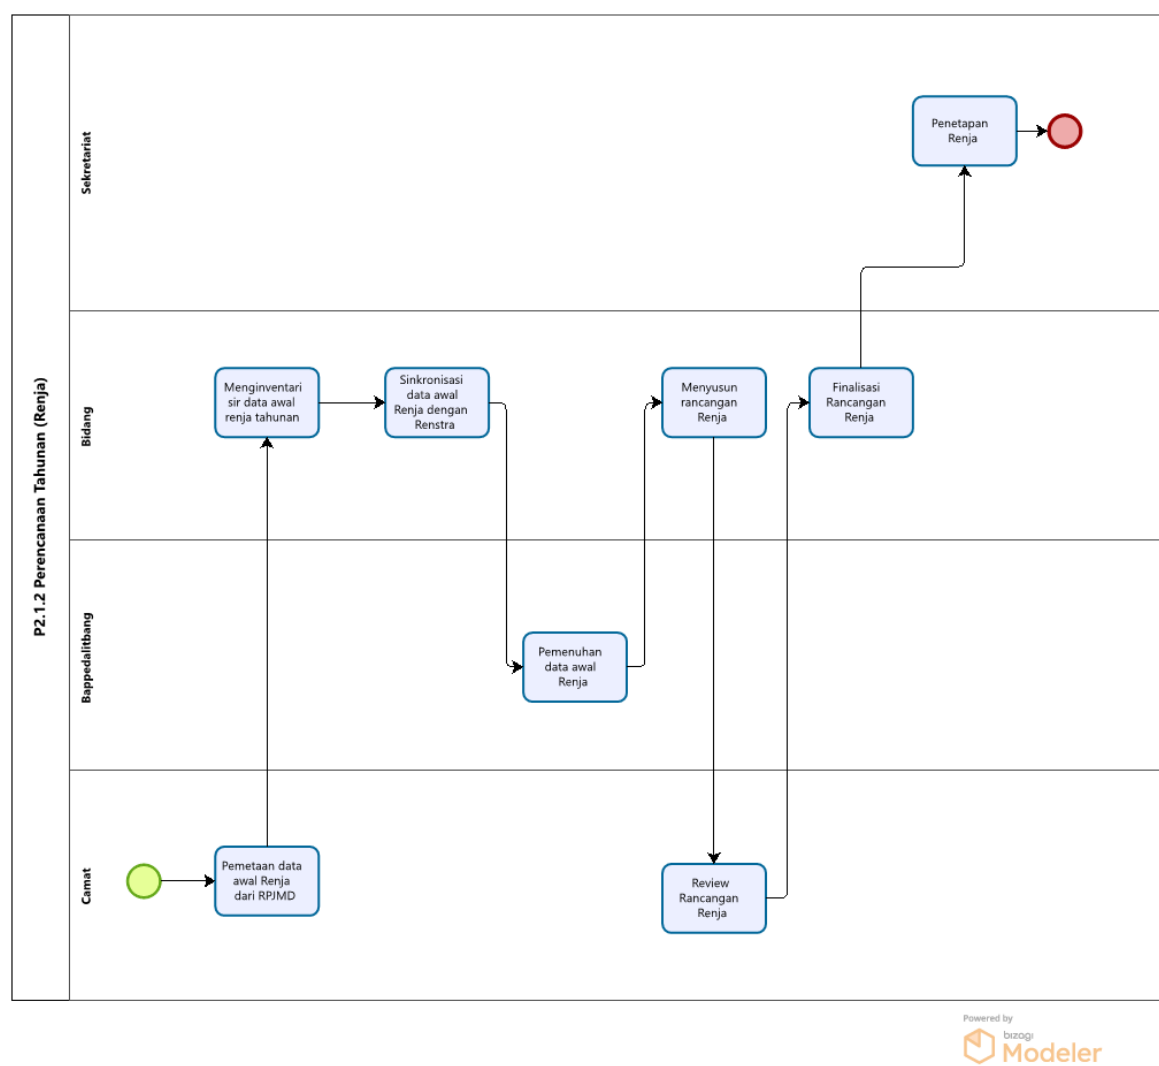 P2.1.2 Perencanaan Tahunan (Renja)
Sekretariat
Penetapan
Renja
Bidang
Menginventari
sir data awal
renja tahunan
Sinkronisasi
data awal
Renja dengan
Renstra
Menyusun
rancangan
Renja
Finalisasi
Rancangan
Renja
Bappedalitbang
Pemenuhan
data awal
Renja
Camat
Pemetaan data
awal Renja
dari RPJMD
Review
Rancangan
Renja
Powered by
bizagi
Modeler